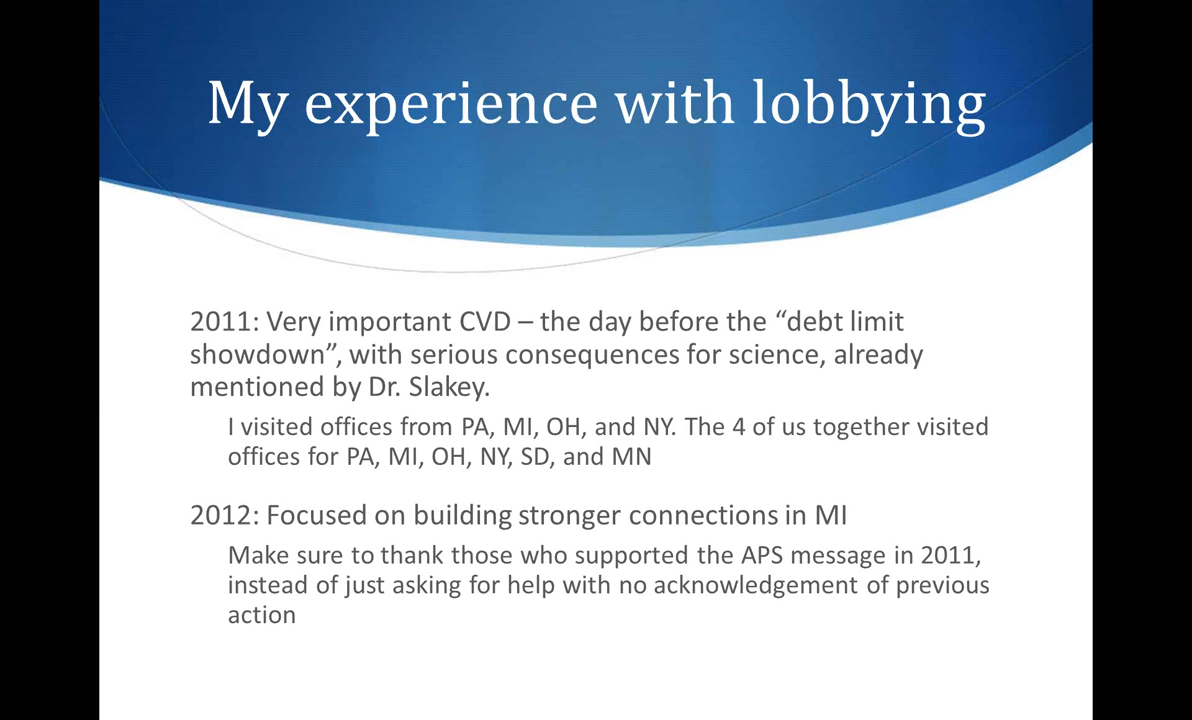 My experience with lobbying
2011: Very important CVD – the day before the “debt limit
showdown”, with serious consequences for science, already
mentioned by Dr. Slakey.
I visited offices from PA, MI, OH, and NY. The 4 of us together visited
offices for PA, MI, OH, NY, SD, and MN
2012: Focused on building stronger connections in MI
Make sure to thank those who supported the APS message in 2011,
instead of just asking for help with no acknowledgement of previous
action